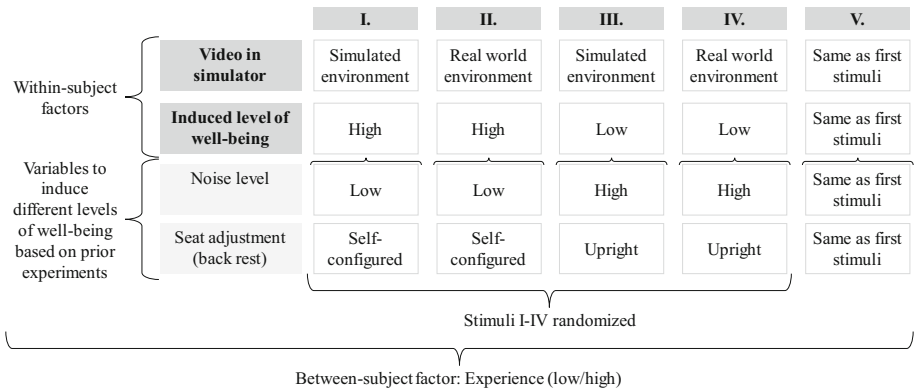 I.
II.
III.
IV.
V.
Within-subject
factors
Video in
simulator
Simulated
environment
Real world
environment
Simulated
environment
Real world
environment
Same as first
stimuli
Induced level of
well-being
High
High
Low
Low
Same as first
stimuli
Variables to
induce
different levels
of well-being
based on prior
experiments
Noise level
Low
Low
High
High
Same as first
stimuli
Seat adjustment
(back rest)
Self-
configured
Self-
configured
Upright
Upright
Same as first
stimuli
Stimuli I-IV randomized
Between-subject factor: Experience (low/high)